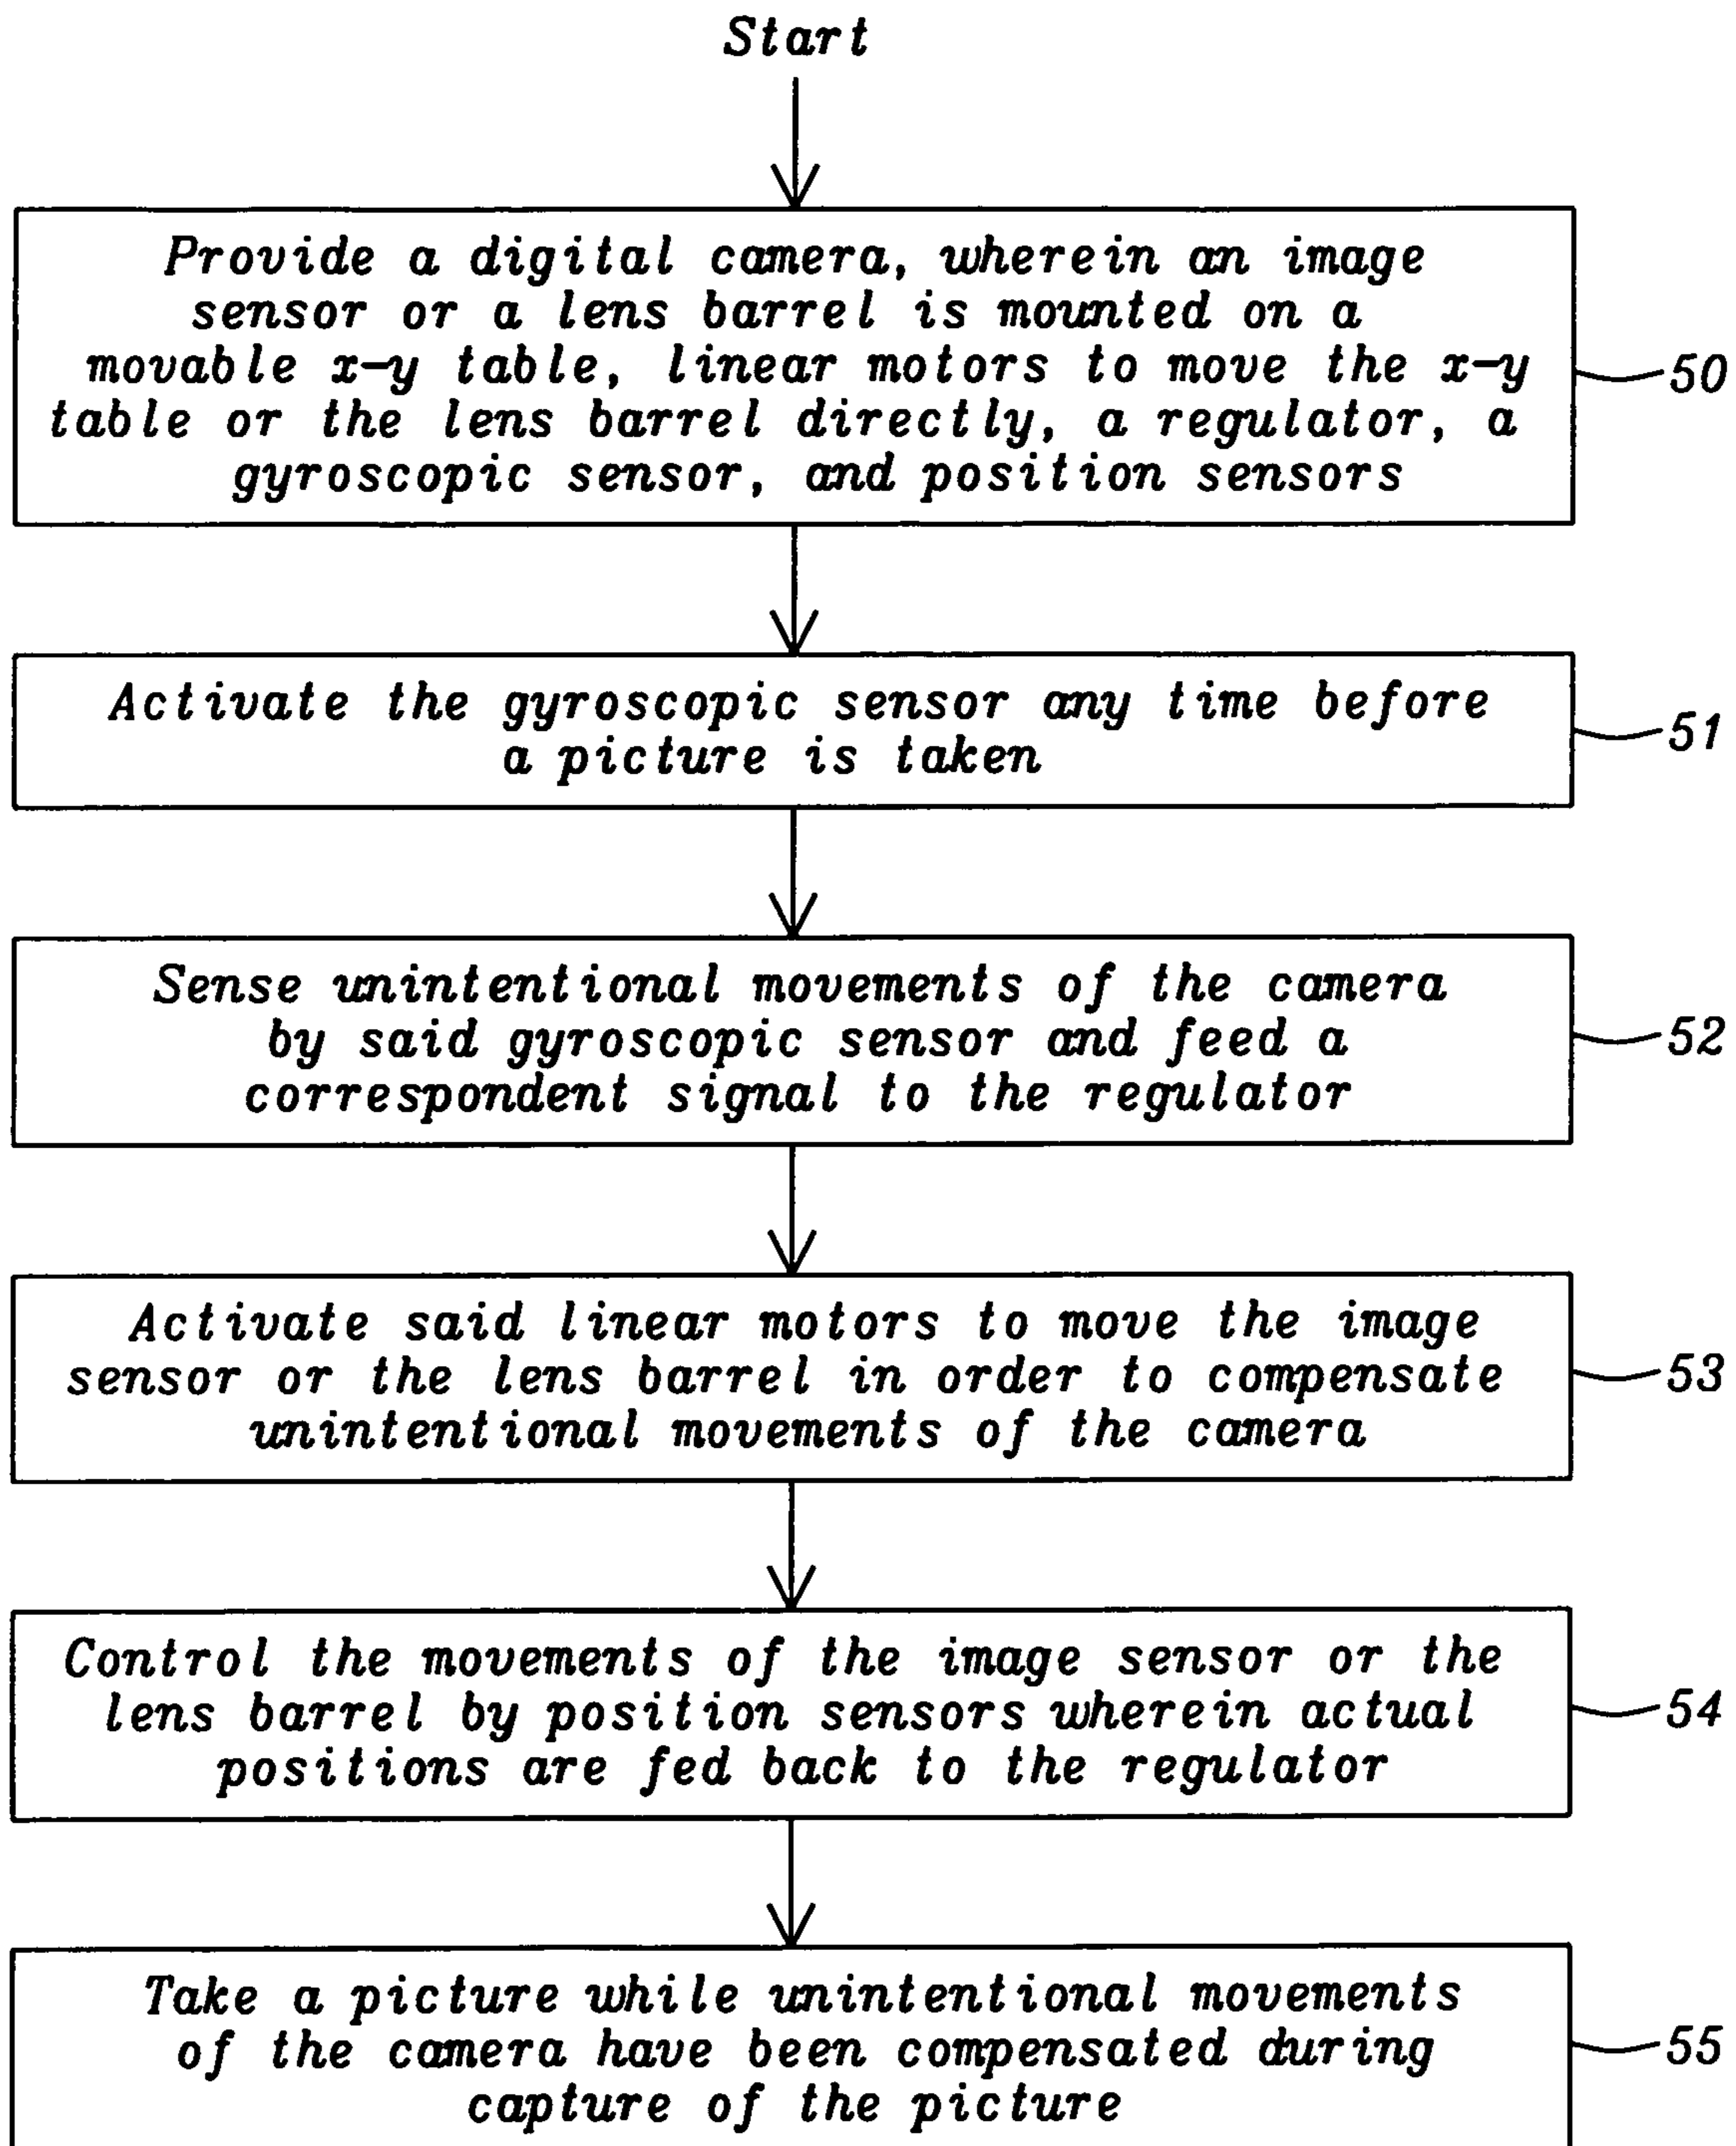 Start
Provide a digital camera, wherein an image
sensor or a lens barrel is mounted on a
movable x-y table, linear motors to move the x-y
table or the lens barrel directly, a regulator, a
gyroscopic sensor, and position sensors
50
Activate the gyroscopic sensor any time before
a picture is taken
51
Sense unintentional movements of the camera
by said gyroscopic sensor and feed a
correspondent signal to the regulator
52
Activate said linear motors to move the image
sensor or the lens barrel in order to compensate
unintentional movements of the camera
53
Control the movements of the image sensor or the
lens barrel by position sensors wherein actual
positions are fed back to the regulator
54
Take a picture while unintentional movements
of the camera have been compensated during
capture of the picture
55